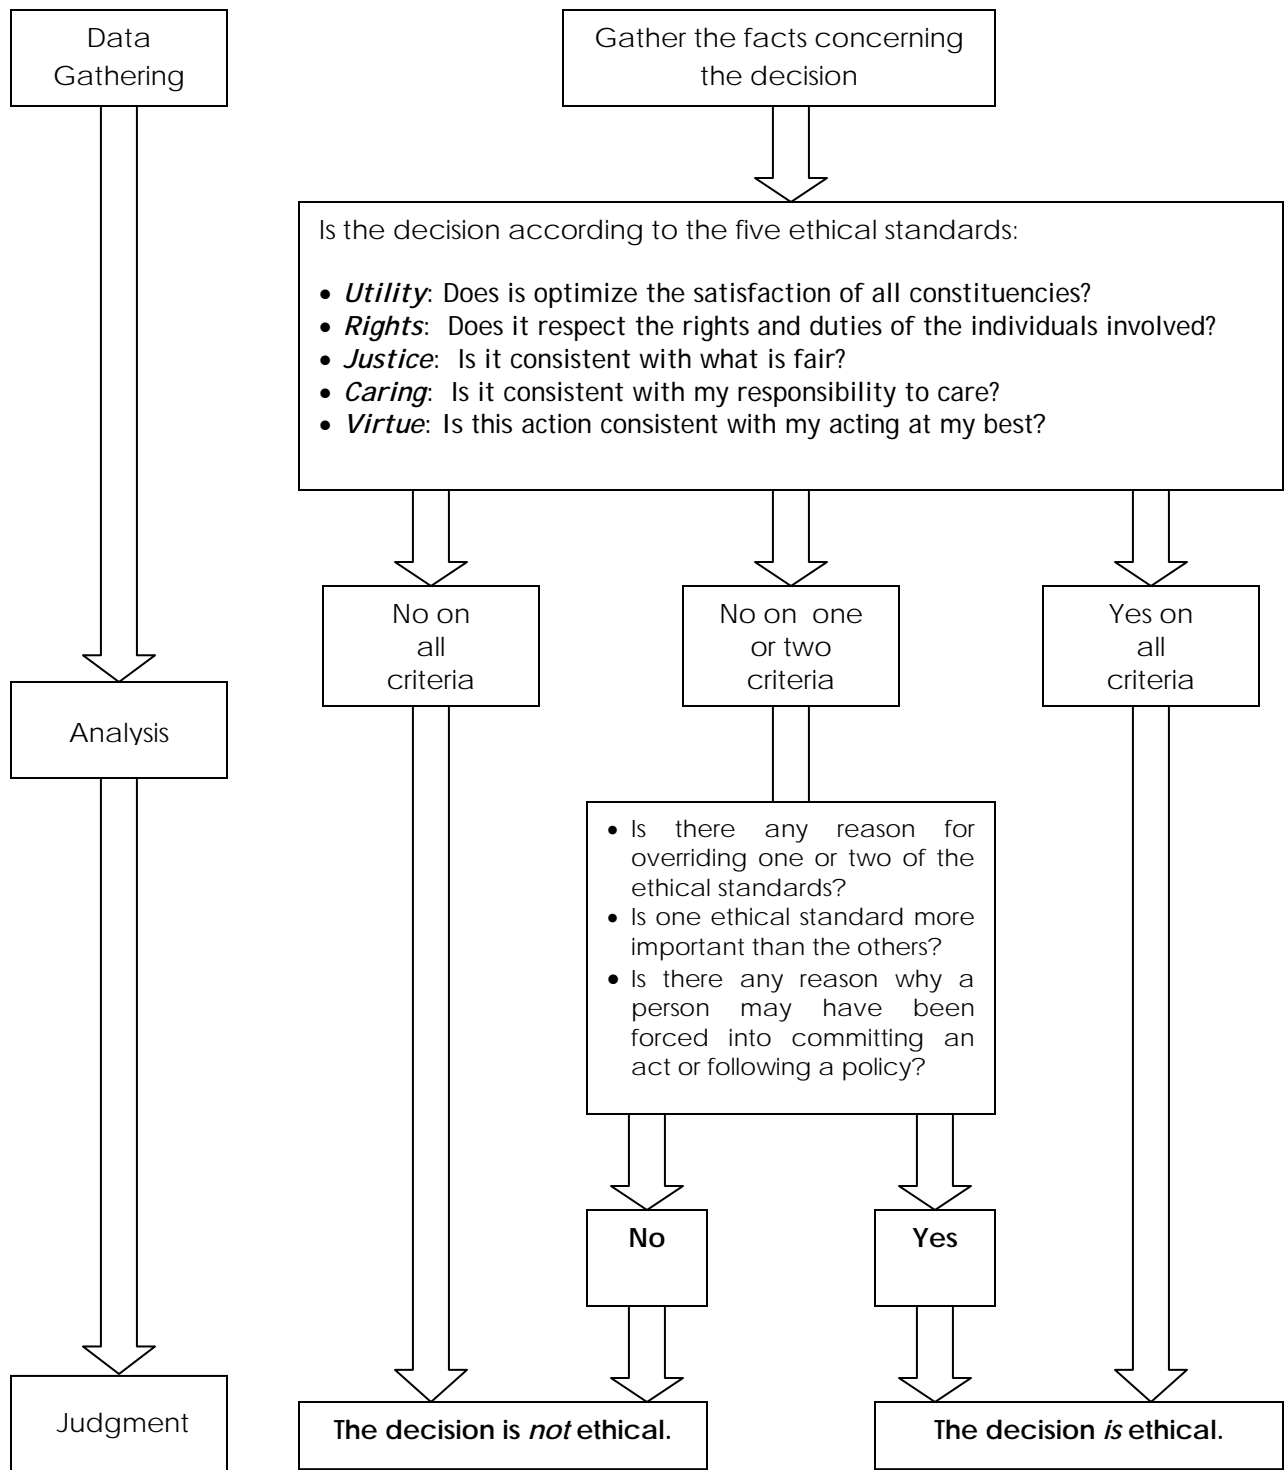 Data
Gathering
Gather the facts concerning
the decision
Is the decision according to the five ethical standards:
• Utility: Does is optimize the satisfaction of all constituencies?
• Rights: Does it respect the rights and duties of the individuals involved?
• Justice: Is it consistent with what is fair?
• Caring: Is it consistent with my responsibility to care?
• Virtue: Is this action consistent with my acting at my best?
No on
all
criteria
No on one
or two
criteria
Yes on
all
criteria
Analysis
• Is there any reason for
overriding one or two of the
ethical standards?
• Is one ethical standard more
important than the others?
• Is there any reason why a
person may have been
forced into committing an
act or following a policy?
No
Yes
Judgment
The decision is not ethical.
The decision is ethical.